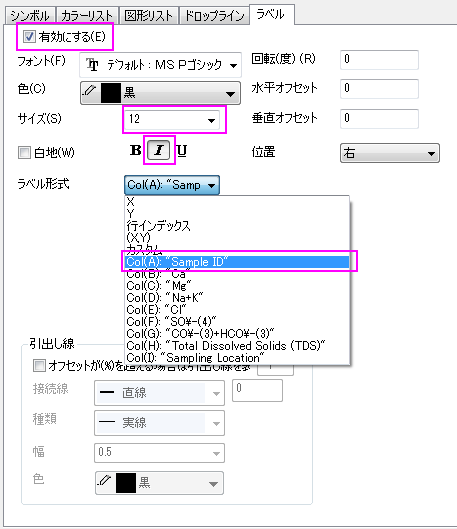 シンボル カラーリスト 図形リスト ドロップライン ラベル
有効にする(E)
フォント(F) デフォルト: MS Pゴシック 回転(度) (R) 0
色(C) 黒 水平オフセット 0
サイズ(S) 12 垂直オフセット 0
白地(W) B I U 位置 右
ラベル形式 Col(A): "Samp
X
Y
行インデックス
(X,Y)
カスタム
Col(A): "Sample ID"
Col(B): "Ca"
Col(C): "Mg"
Col(D): "Na+K"
Col(E): "Cl"
Col(F): "SO¥-(4)"
Col(G): "CO¥-(3)+HCO¥-(3)"
Col(H): "Total Dissolved Solids (TDS)"
Col(I): "Sampling Location"
引出し線
オフセットが(%)を超える場合は引出し線を
接続線 直線 0
種類 実線
幅 0.5
色 黒